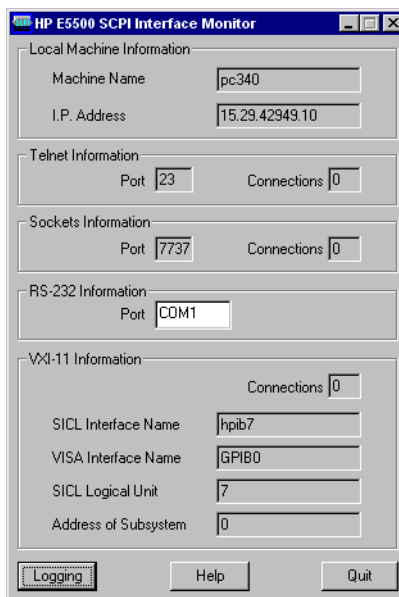 HP E5500 SCPI Interface Monitor
Local Machine Information
Machine Name pc340
I.P. Address 15.29.42949.10
Telnet Information
Port 23 Connections 0
Sockets Information
Port 7737 Connections 0
RS-232 Information
Port COM1
VXI-11 Information
Connections 0
SICL Interface Name hpib7
VISA Interface Name GPIB0
SICL Logical Unit 7
Address of Subsystem 0
Logging Help Quit